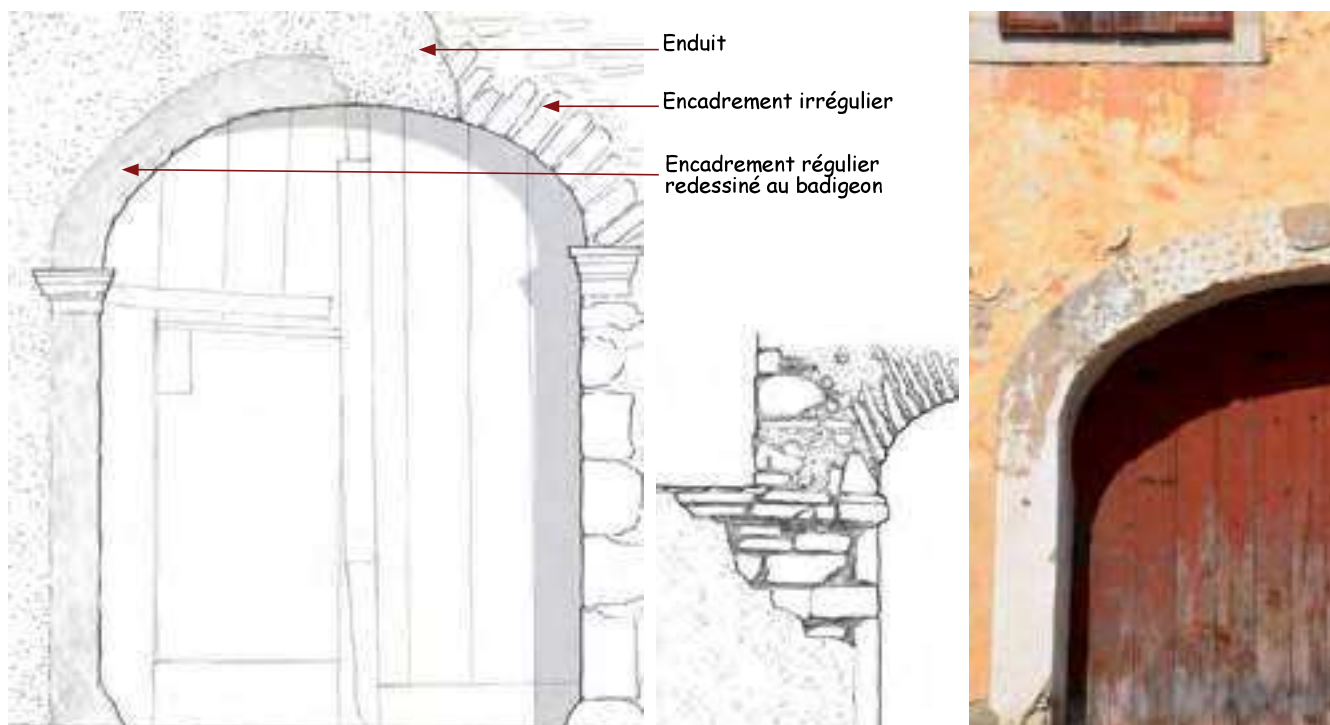 Enduit
Encadrement irrégulier
Encadrement régulier
redessiné au badigeon